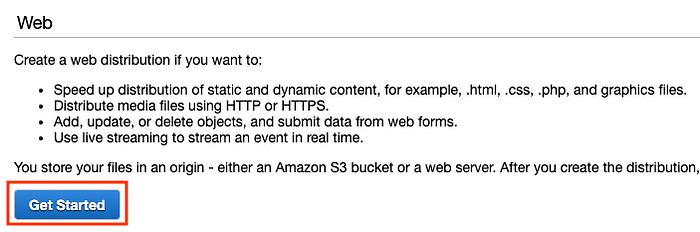 Web
Create a web distribution if you want to:
• Speed up distribution of static and dynamic content, for example, .html, .css, .php, and graphics files.
• Distribute media files using HTTP or HTTPS.
• Add, update, or delete objects, and submit data from web forms.
• Use live streaming to stream an event in real time.
You store your files in an origin - either an Amazon S3 bucket or a web server. After you create the distribution,
Get Started